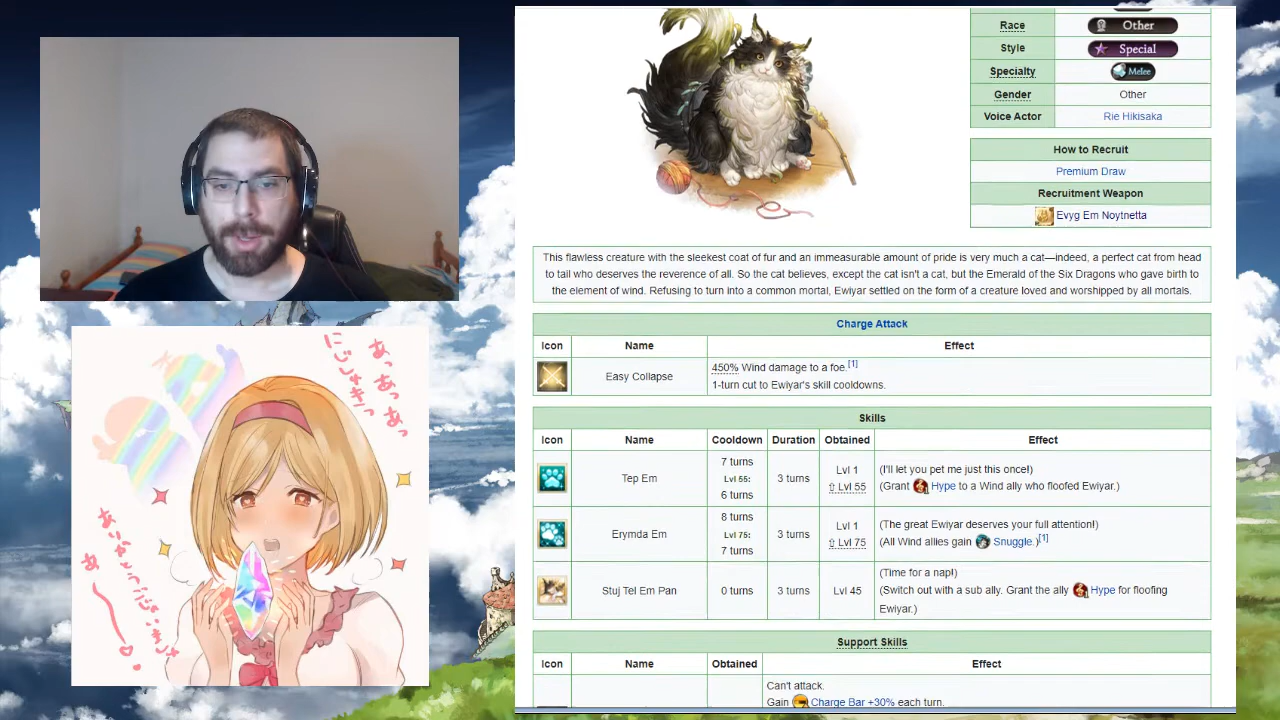 Race
Other
Style
Special
Specialty
Melee
Gender
Other
Voice Actor
Rie Hikisaka
How to Recruit
Premium Draw
Recruitment Weapon
Evyg Em Noytnetta
This flawless creature with the sleekest coat of fur and an immeasurable amount of pride is very much a cat—indeed, a perfect cat from head
to tail who deserves the reverence of all. So the cat believes, except the cat isn't a cat, but the Emerald of the Six Dragons who gave birth to
the element of wind. Refusing to turn into a common mortal, Ewiyar settled on the form of a creature loved and worshipped by all mortals.
Charge Attack
Icon Name Effect
Easy Collapse
450% Wind damage to a foe.[1]
1-turn cut to Ewiyar's skill cooldowns.
Skills
Icon Name Cooldown Duration Obtained Effect
Tep Em
7 turns
Lvl 55:
6 turns
3 turns
Lvl 1
⇧ Lvl 55
(I'll let you pet me just this once!)
(Grant Hype to a Wind ally who floofed Ewiyar.)
Erymda Em
8 turns
Lvl 75:
7 turns
3 turns
Lvl 1
⇧ Lvl 75
(The great Ewiyar deserves your full attention!)
(All Wind allies gain Snuggle.)[1]
Stuj Tel Em Pan
0 turns
3 turns
Lvl 45
(Time for a nap!)
(Switch out with a sub ally. Grant the ally Hype for floofing
Ewiyar.)
Support Skills
Icon Name Obtained Effect
Can't attack.
Gain Charge Bar +30% each turn.
あっあっあっ